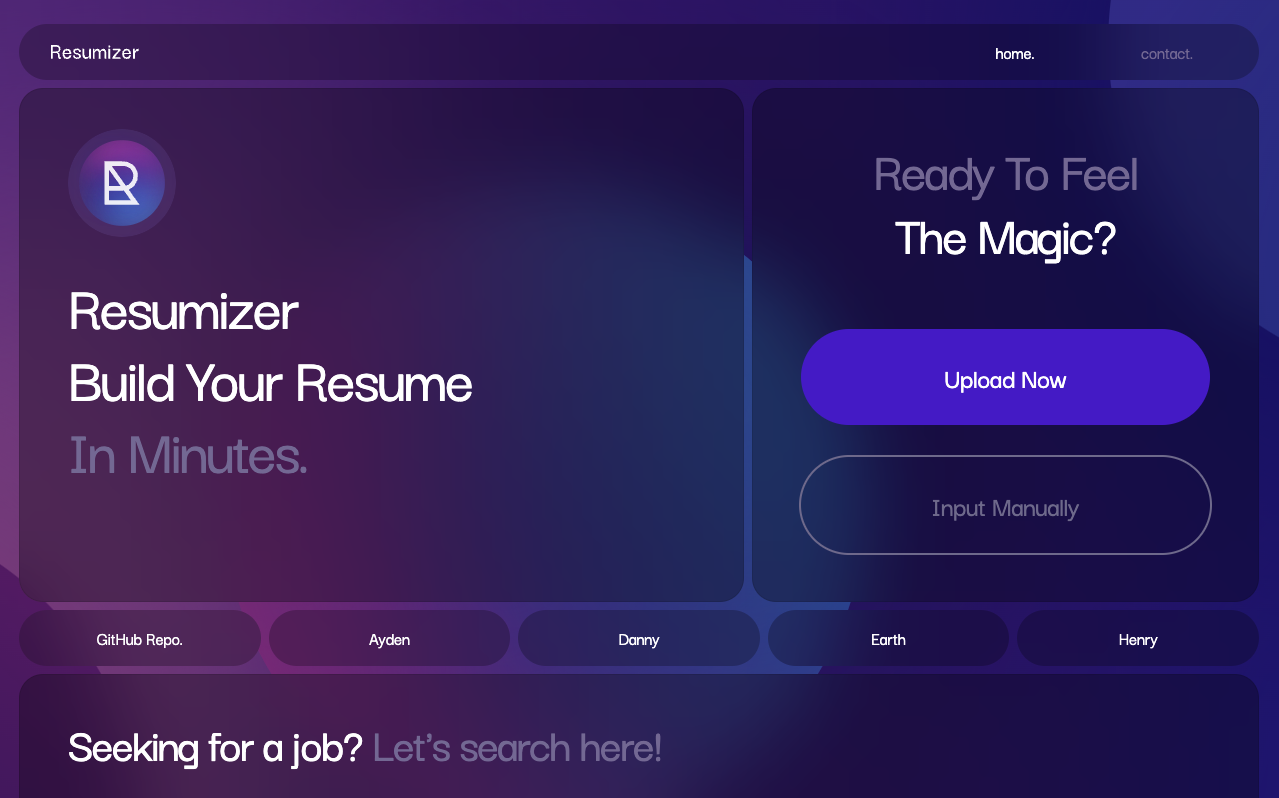 Resumizer
home.
contact.
Resumizer
Build Your Resume
In Minutes.
Ready To Feel
The Magic?
Upload Now
Input Manually
GitHub Repo.
Ayden
Danny
Earth
Henry
Seeking for a job? Let's search here!